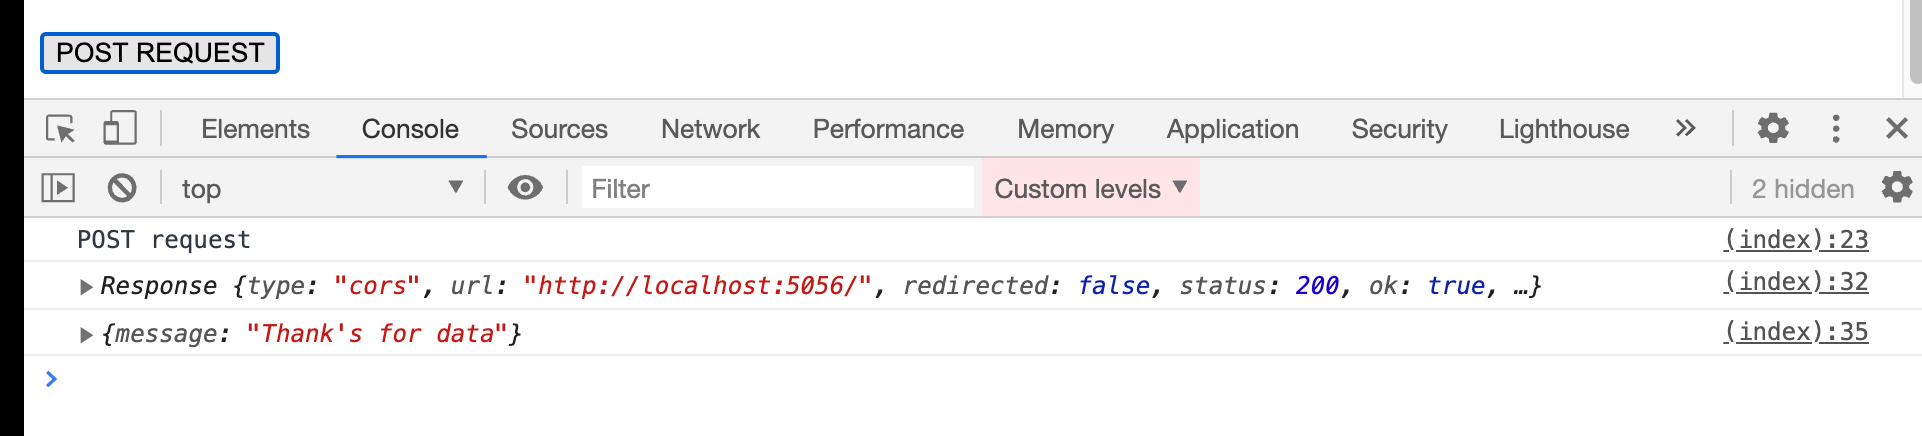 POST REQUEST
Elements Console Sources Network Performance Memory Application Security Lighthouse »
top ▼ Filter Custom levels ▼ 2 hidden
POST request (index):23
▶ Response {type: "cors", url: "http://localhost:5056/", redirected: false, status: 200, ok: true, …} (index):32
▶ {message: "Thank's for data"} (index):35
>